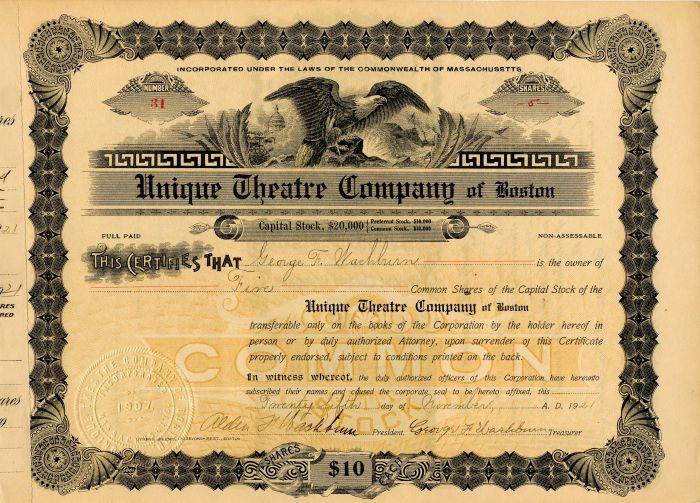 INCORPORATED UNDER THE LAWS OF THE COMMONWEALTH OF MASSACHUSETTS
NUMBER
31
SHARES
-5-
Unique Theatre Company of Boston
Capital Stock, $20,000
Preferred Stock, $10,000
Common Stock, $10,000
FULL PAID
NON-ASSESSABLE
THIS CERTIFIES THAT George F. Washburn is the owner of
Five Common Shares of the Capital Stock of the
Unique Theatre Company of Boston
transferable only on the books of the Corporation by the holder hereof in
person or by duly authorized Attorney, upon surrender of this Certificate
properly endorsed, subject to conditions printed on the back.
COMMON
In witness whereof, the duly authorized officers of this Corporation have hereunto
subscribed their names and caused the corporate seal to be hereto affixed, this
Twenty Fifth day of November A. D. 1921
Alden F Washburn President. George F. Washburn Treasurer
1907
SHARES
$10